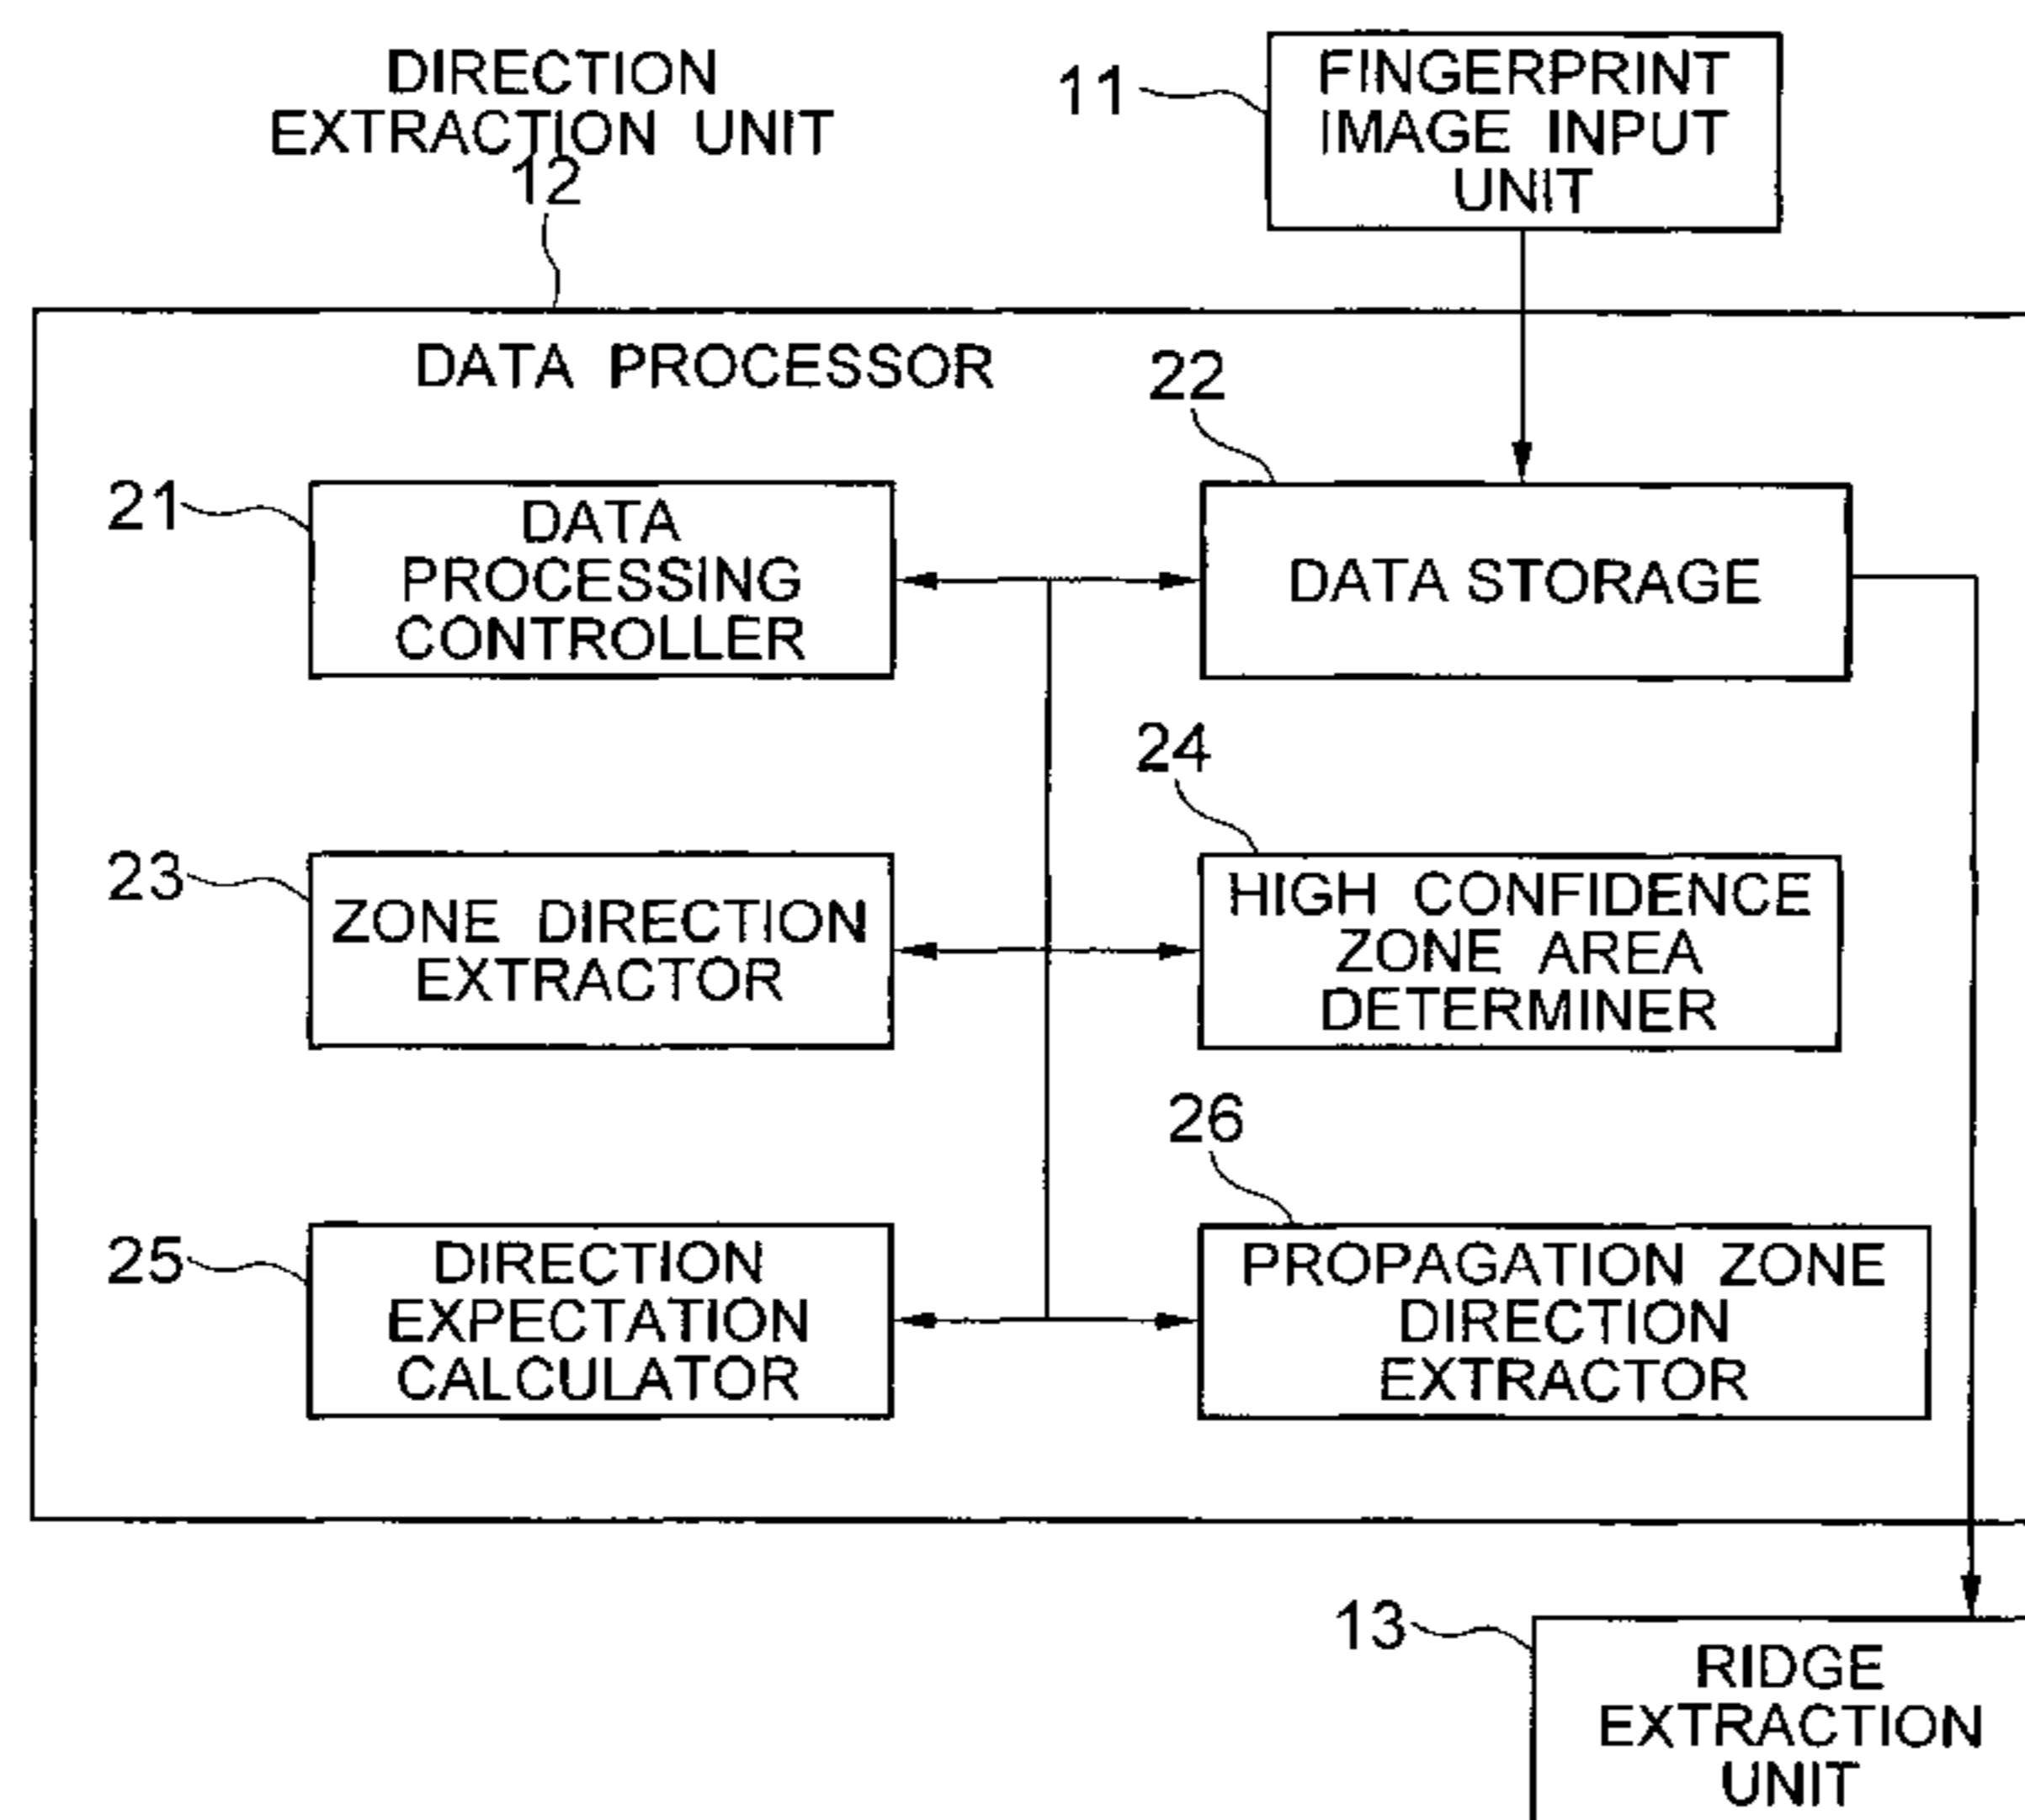 DIRECTION
EXTRACTION UNIT
12
11
FINGERPRINT
IMAGE INPUT
UNIT
DATA PROCESSOR
21
DATA
PROCESSING
CONTROLLER
22
DATA STORAGE
23
ZONE DIRECTION
EXTRACTOR
24
HIGH CONFIDENCE
ZONE AREA
DETERMINER
25
DIRECTION
EXPECTATION
CALCULATOR
26
PROPAGATION ZONE
DIRECTION
EXTRACTOR
13
RIDGE
EXTRACTION
UNIT